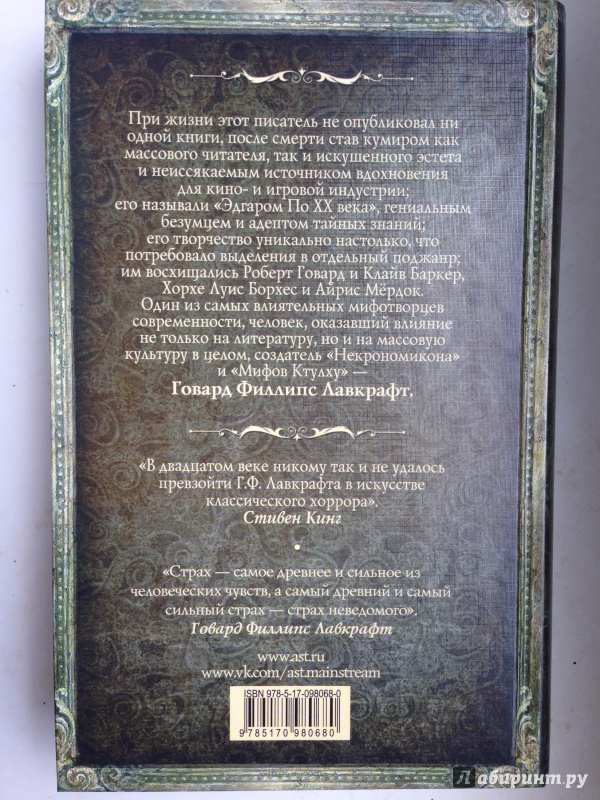 При жизни этот писатель не опубликовал ни
одной книги, после смерти став кумиром как
массового читателя, так и искушенного эстета
и неиссякаемым источником вдохновения
для кино- и игровой индустрии;
его называли «Эдгаром По XX века», гениальным
безумцем и адептом тайных знаний;
его творчество уникально настолько, что
потребовало выделения в отдельный поджанр;
им восхищались Роберт Говард и Клайв Баркер,
Хорхе Луис Борхес и Айрис Мёрдок.
Один из самых влиятельных мифотворцев
современности, человек, оказавший влияние
не только на литературу, но и на массовую
культуру в целом, создатель «Некрономикона»
и «Мифов Ктулху» —
Говард Филлипс Лавкрафт.
«В двадцатом веке никому так и не удалось
превзойти Г.Ф. Лавкрафта в искусстве
классического хоррора».
Стивен Кинг
•
«Страх — самое древнее и сильное из
человеческих чувств, а самый древний и самый
сильный страх — страх неведомого».
Говард Филлипс Лавкрафт
www.ast.ru
www.vk.com/ast.mainstream
ISBN 978-5-17-098068-0
9 785170 980680
Лабиринт.ру